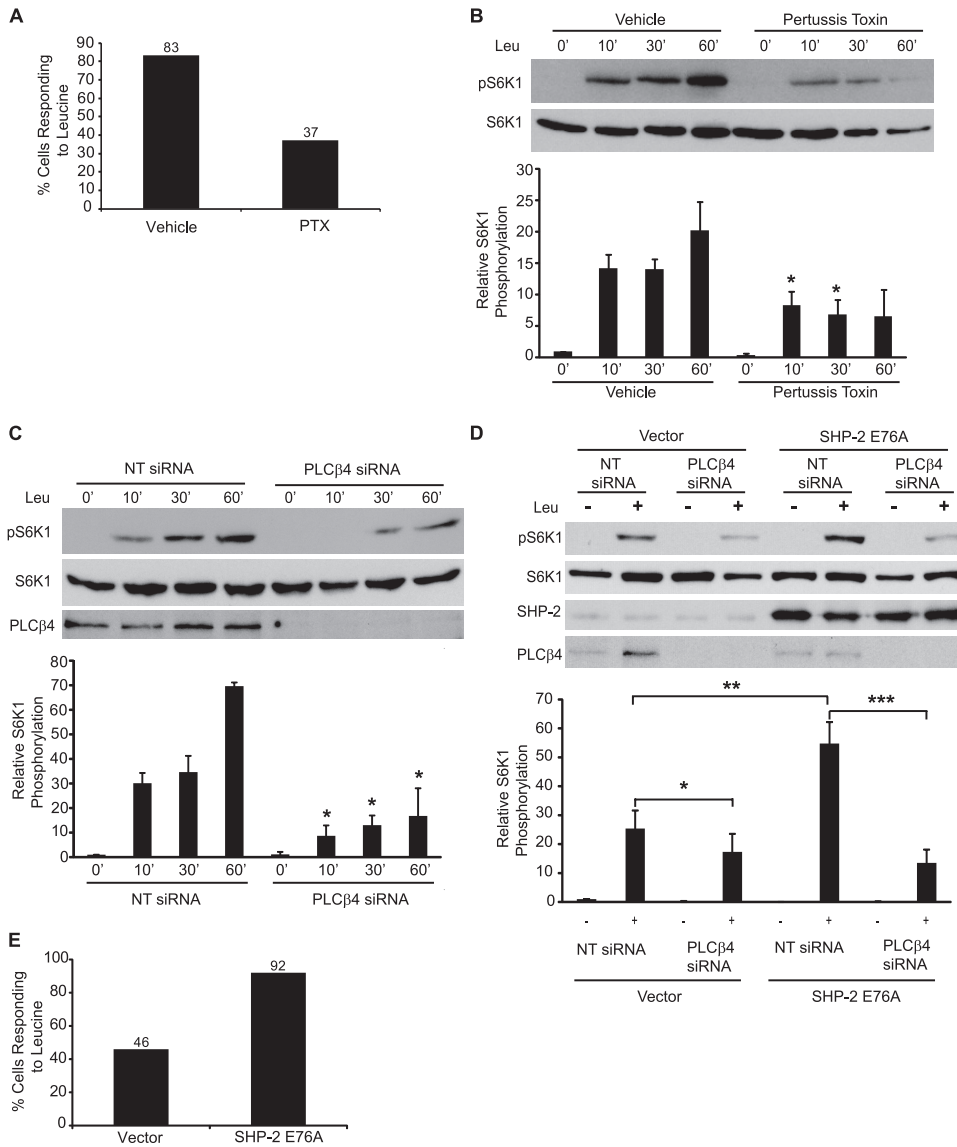 A
% Cells Responding
to Leucine
90
80
70
60
50
40
30
20
10
0
83
37
Vehicle PTX
B
Vehicle Pertussis Toxin
Leu 0' 10' 30' 60' 0' 10' 30' 60'
pS6K1
S6K1
Relative S6K1
Phosphorylation
25
20
15
10
5
0
* *
0' 10' 30' 60' 0' 10' 30' 60'
Vehicle Pertussis Toxin
C
NT siRNA PLCβ4 siRNA
Leu 0' 10' 30' 60' 0' 10' 30' 60'
pS6K1
S6K1
PLCβ4
Relative S6K1
Phosphorylation
80
70
60
50
40
30
20
10
0
* * *
0' 10' 30' 60' 0' 10' 30' 60'
NT siRNA PLCβ4 siRNA
D
Vector SHP-2 E76A
NT siRNA PLCβ4 siRNA NT siRNA PLCβ4 siRNA
Leu - + - + - + - +
pS6K1
S6K1
SHP-2
PLCβ4
Relative S6K1
Phosphorylation
70
60
50
40
30
20
10
0
** ***
*
- + - + - + - +
NT siRNA PLCβ4 siRNA NT siRNA PLCβ4 siRNA
Vector SHP-2 E76A
E
% Cells Responding
to Leucine
100
80
60
40
20
0
46
92
Vector SHP-2 E76A